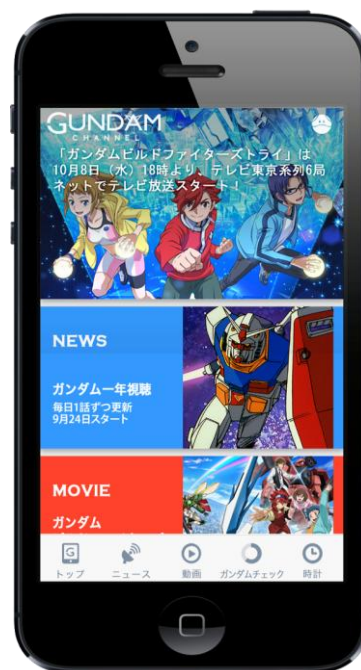 GUNDAM
CHANNEL
「ガンダムビルドファイターズトライ」は
10月8日（水）18時より、テレビ東京系列6局
ネットでテレビ放送スタート！
NEWS
ガンダム一年視聴
毎日1話ずつ更新
9月24日スタート
MOVIE
ガンダム
G
トップ
ニュース
動画
ガンダムチェック
時計